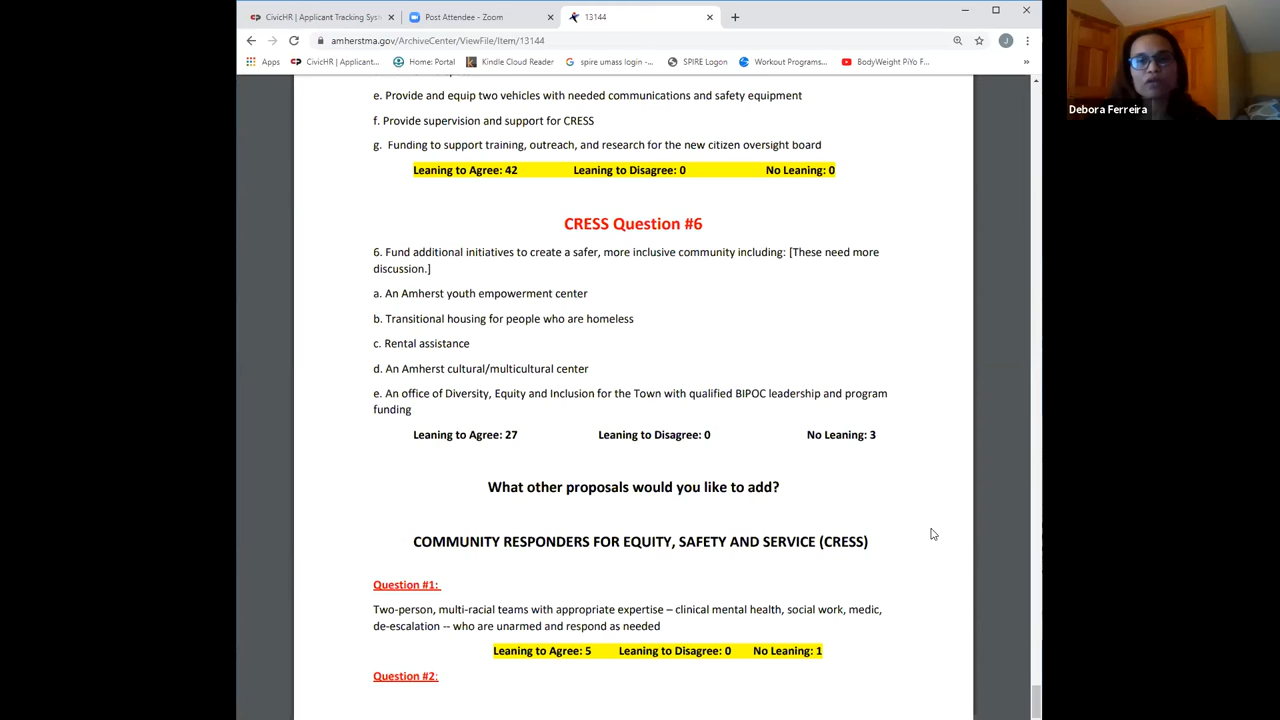 CivicHR | Applicant Tracking Syst
Post Attendee - Zoom
13144
amherstma.gov/ArchiveCenter/ViewFile/Item/13144
J
Apps
CivicHR | Applicant...
Home: Portal
Kindle Cloud Reader
spire umass login -...
SPIRE Logon
Workout Programs...
BodyWeight PiYo F...
e. Provide and equip two vehicles with needed communications and safety equipment
f. Provide supervision and support for CRESS
g. Funding to support training, outreach, and research for the new citizen oversight board
Leaning to Agree: 42 Leaning to Disagree: 0 No Leaning: 0
CRESS Question #6
6. Fund additional initiatives to create a safer, more inclusive community including: [These need more
discussion.]
a. An Amherst youth empowerment center
b. Transitional housing for people who are homeless
c. Rental assistance
d. An Amherst cultural/multicultural center
e. An office of Diversity, Equity and Inclusion for the Town with qualified BIPOC leadership and program
funding
Leaning to Agree: 27 Leaning to Disagree: 0 No Leaning: 3
What other proposals would you like to add?
COMMUNITY RESPONDERS FOR EQUITY, SAFETY AND SERVICE (CRESS)
Question #1:
Two-person, multi-racial teams with appropriate expertise – clinical mental health, social work, medic,
de-escalation -- who are unarmed and respond as needed
Leaning to Agree: 5 Leaning to Disagree: 0 No Leaning: 1
Question #2:
Debora Ferreira